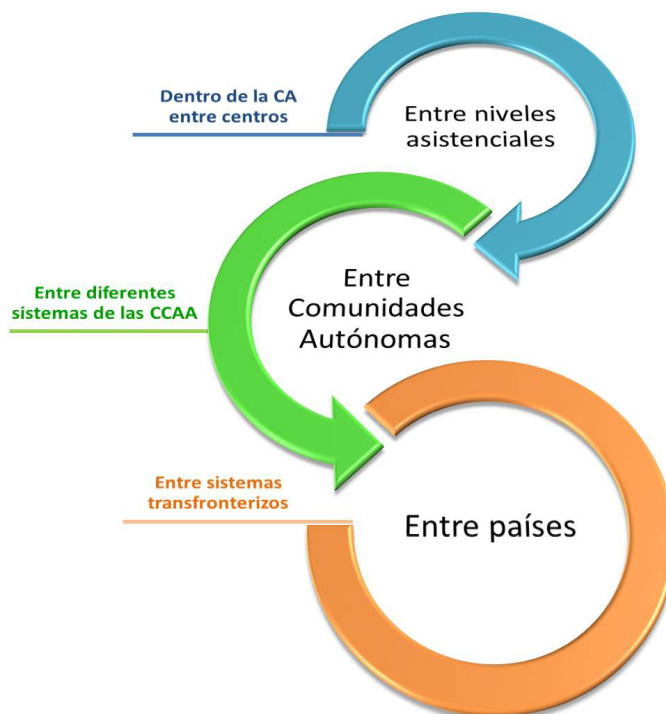 Dentro de la CA
entre centros
Entre niveles
asistenciales
Entre diferentes
sistemas de las CCAA
Entre
Comunidades
Autónomas
Entre sistemas
transfronterizos
Entre países